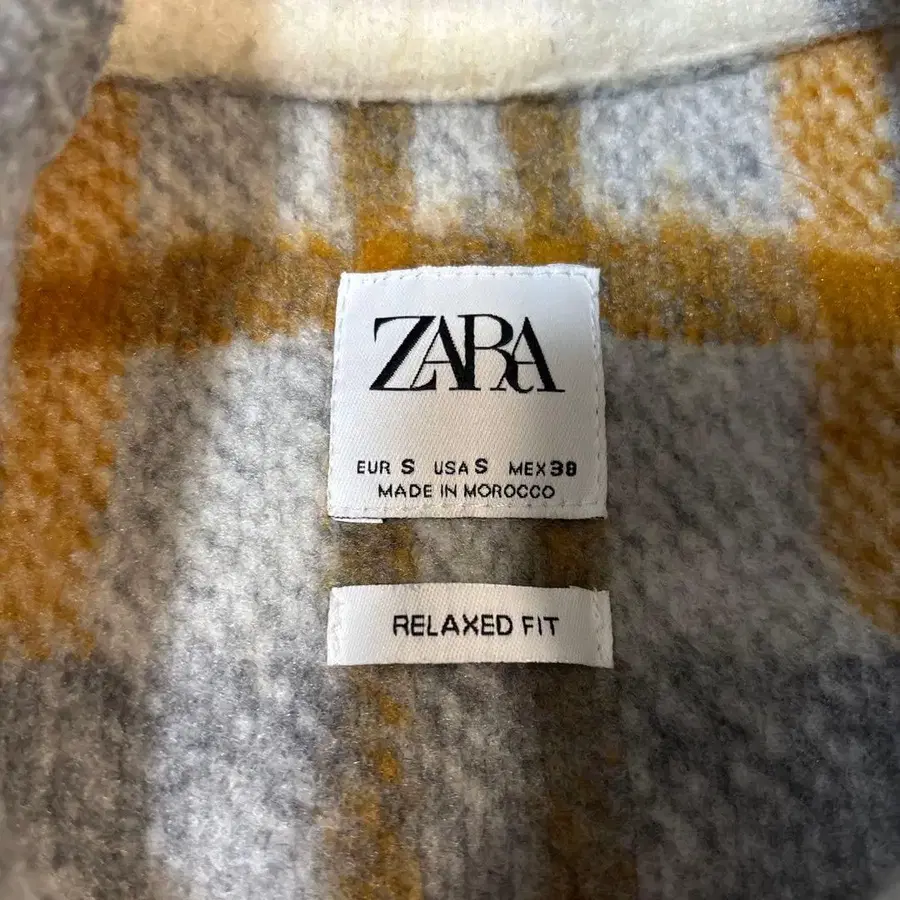 ZARA
EUR S USA S MEX 38
MADE IN MOROCCO
RELAXED FIT